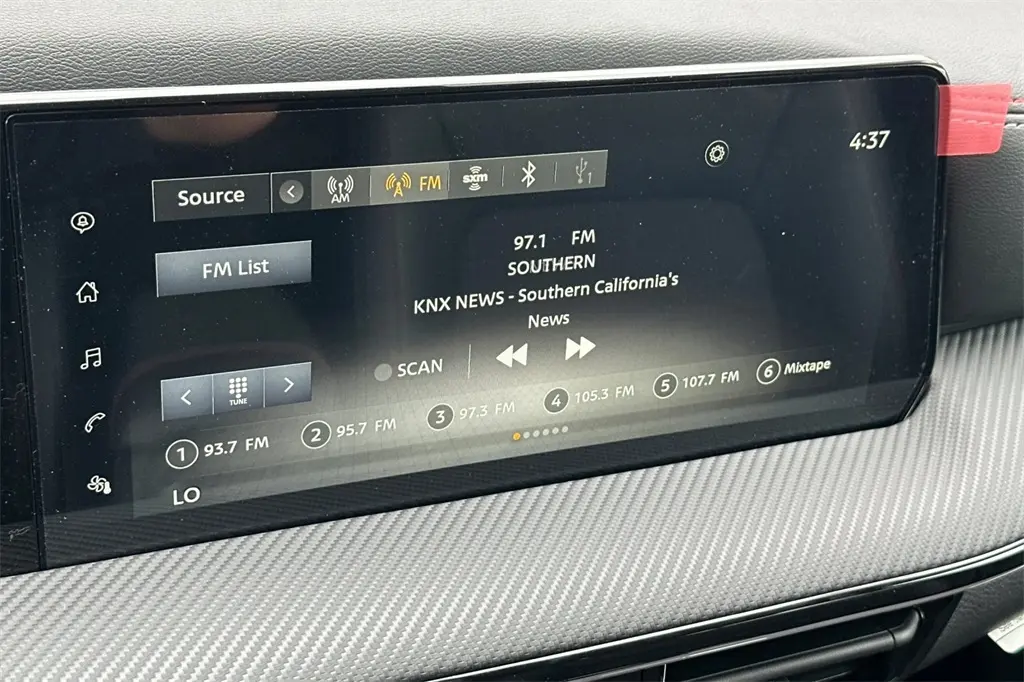 4:37
Source
AM
FM
sxm
1
FM List
97.1 FM
SOUTHERN
KNX NEWS - Southern California's
News
SCAN
TUNE
1 93.7 FM
2 95.7 FM
3 97.3 FM
4 105.3 FM
5 107.7 FM
6 Mixtape
LO